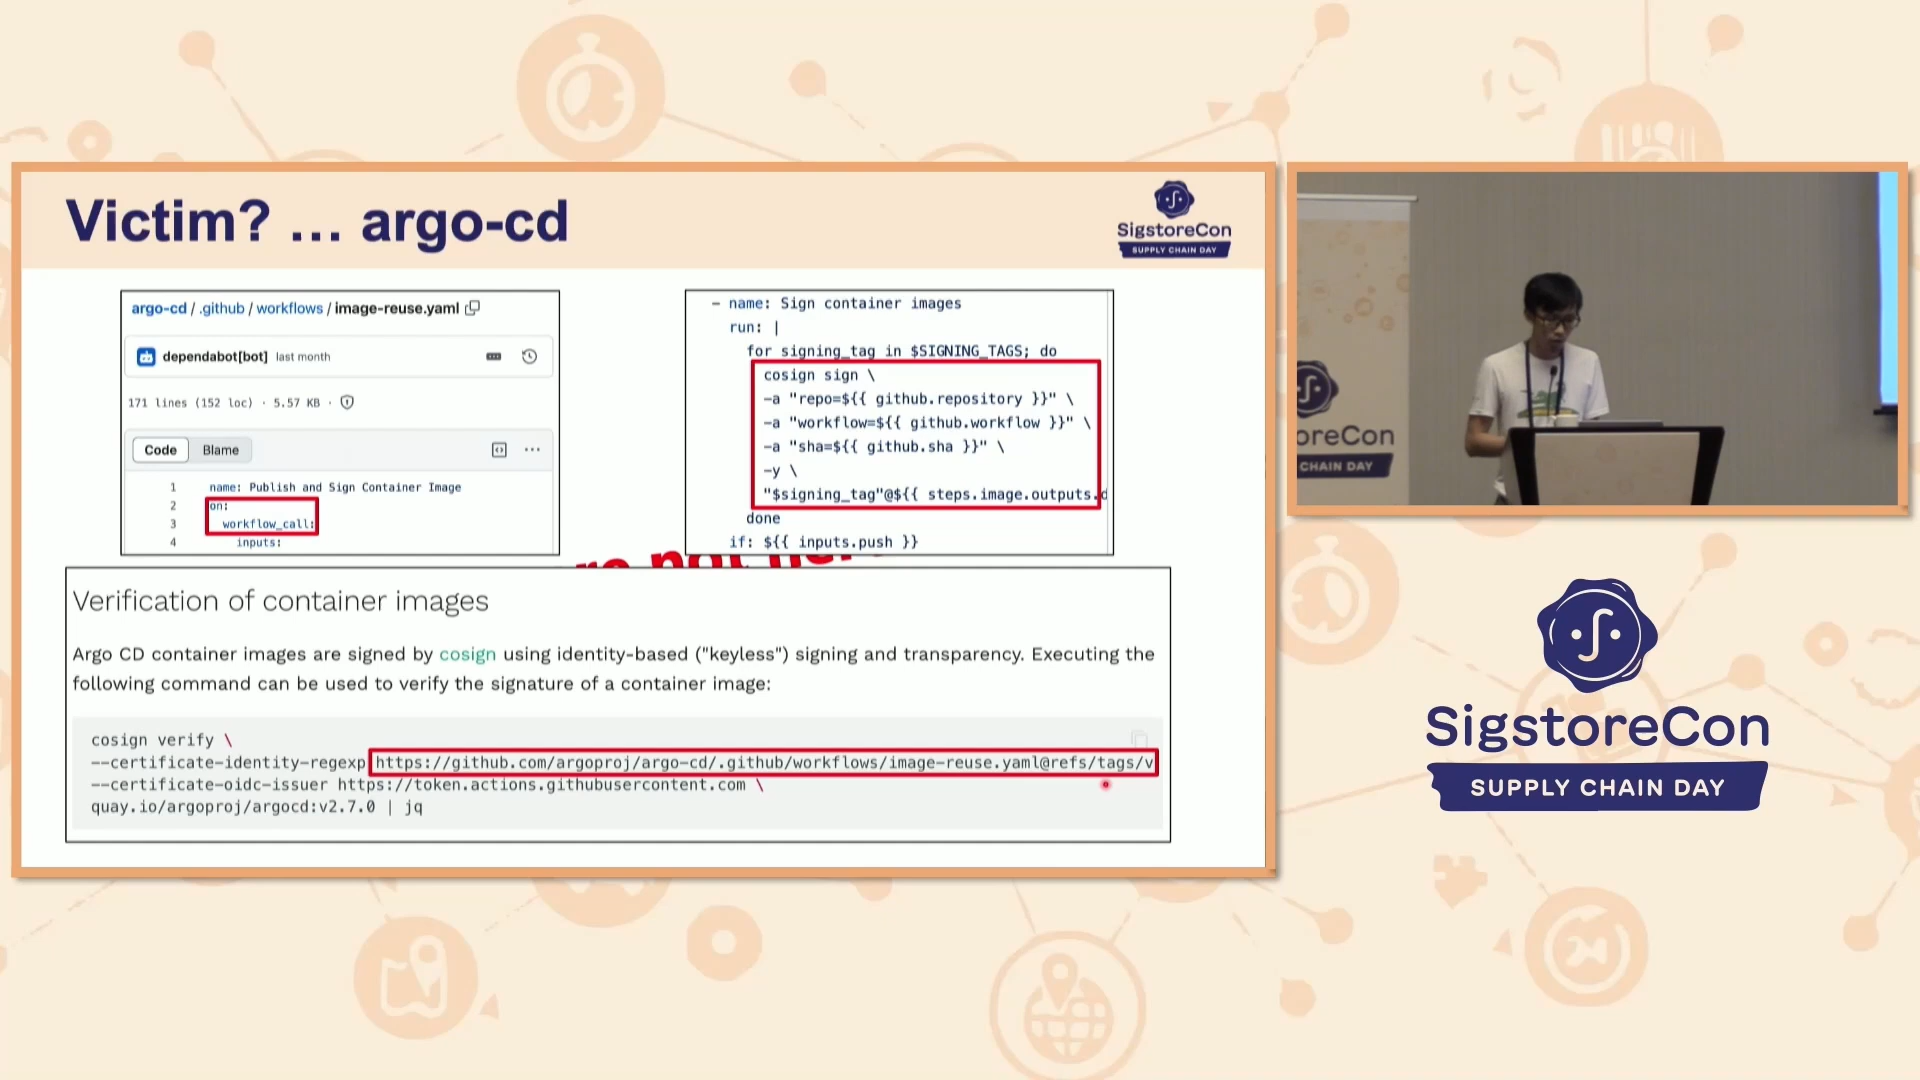 Victim? ... argo-cd
SigstoreCon
SUPPLY CHAIN DAY
argo-cd / .github / workflows / image-reuse.yaml
dependabot[bot] last month
171 lines (152 loc) · 5.57 KB ·
Code Blame
1 name: Publish and Sign Container Image
2 on:
3 workflow_call:
4 inputs:
- name: Sign container images
run: |
for signing_tag in $SIGNING_TAGS; do
cosign sign \
-a "repo=${{ github.repository }}" \
-a "workflow=${{ github.workflow }}" \
-a "sha=${{ github.sha }}" \
-y \
"$signing_tag"@${{ steps.image.outputs.
done
if: ${{ inputs.push }}
not
Verification of container images
Argo CD container images are signed by cosign using identity-based ("keyless") signing and transparency. Executing the
following command can be used to verify the signature of a container image:
cosign verify \
--certificate-identity-regexp https://github.com/argoproj/argo-cd/.github/workflows/image-reuse.yaml@refs/tags/v
--certificate-oidc-issuer https://token.actions.githubusercontent.com \
quay.io/argoproj/argocd:v2.7.0 | jq
oreCon
CHAIN DAY
SigstoreCon
SUPPLY CHAIN DAY